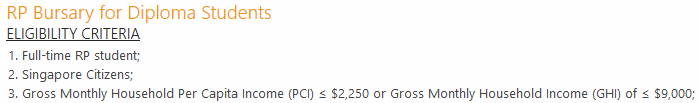 RP Bursary for Diploma Students
ELIGIBILITY CRITERIA
1. Full-time RP student;
2. Singapore Citizens;
3. Gross Monthly Household Per Capita Income (PCI) ≤ $2,250 or Gross Monthly Household Income (GHI) of ≤ $9,000;